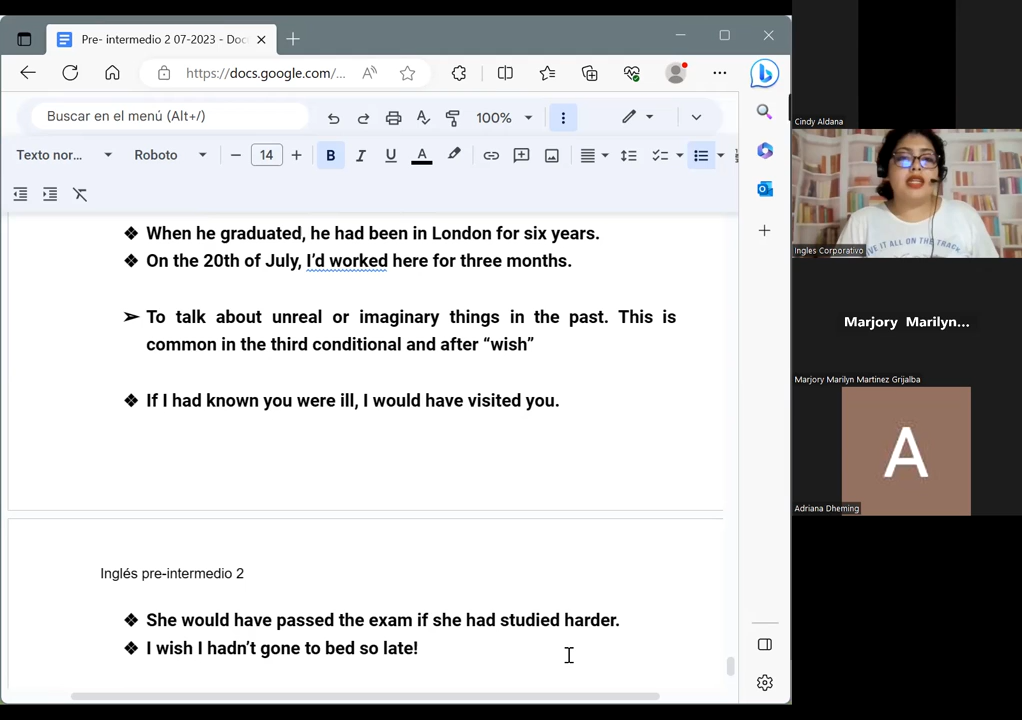 Pre- intermedio 2 07-2023 - Doc
https://docs.google.com/...
Buscar en el menú (Alt+/)
100%
Texto nor...
Roboto
14
B I U A
❖ When he graduated, he had been in London for six years.
❖ On the 20th of July, I'd worked here for three months.
➢ To talk about unreal or imaginary things in the past. This is
common in the third conditional and after “wish”
❖ If I had known you were ill, I would have visited you.
Inglés pre-intermedio 2
❖ She would have passed the exam if she had studied harder.
❖ I wish I hadn't gone to bed so late!
Cindy Aldana
Ingles Corporativo
Marjory Marilyn...
Marjory Marilyn Martinez Grijalba
A
Adriana Dheming